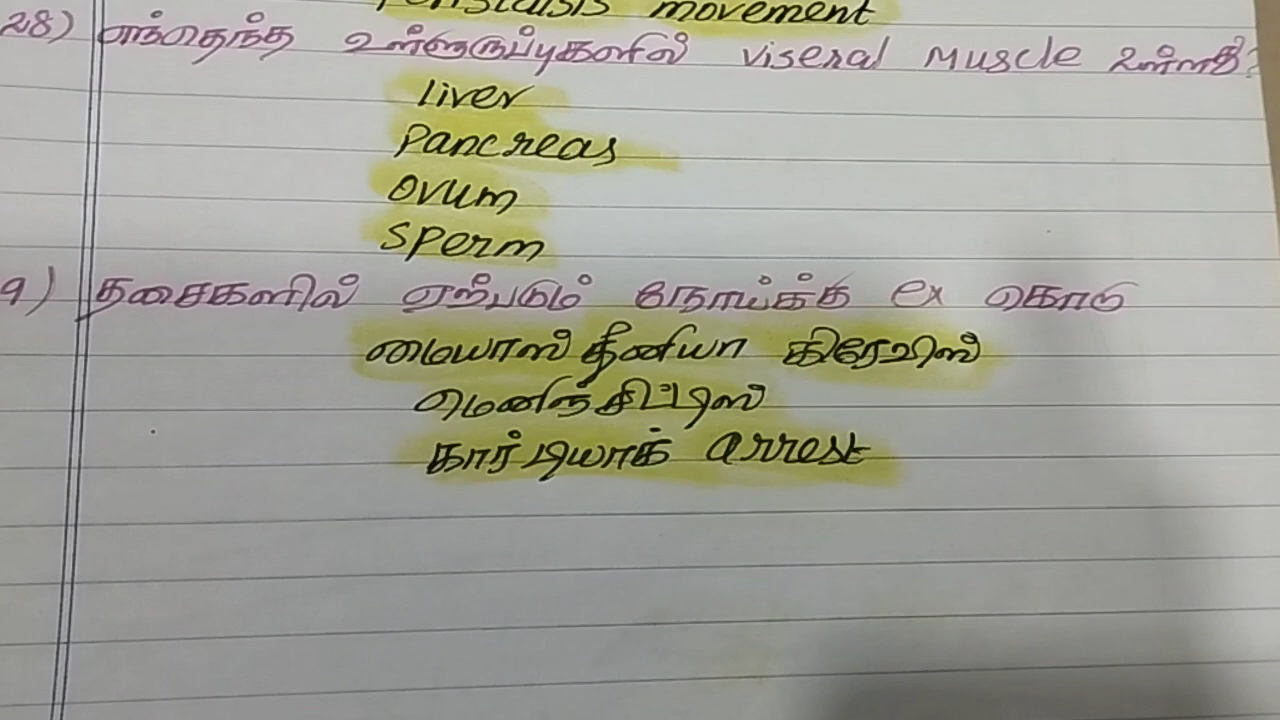 Peristalsis movement
28) எந்தெந்த உள்ளுருப்புகளில் viseral Muscle உள்ளது?
liver
Pancreas
Ovum
Sperm
9) தசைகளில் ஏற்படும் நோய்க்கு ex கொடு
மையாஸ்தீனியா கிரேவிஸ்
மெனிஞ்சிட்டிஸ்
கார்டியாக் arrest